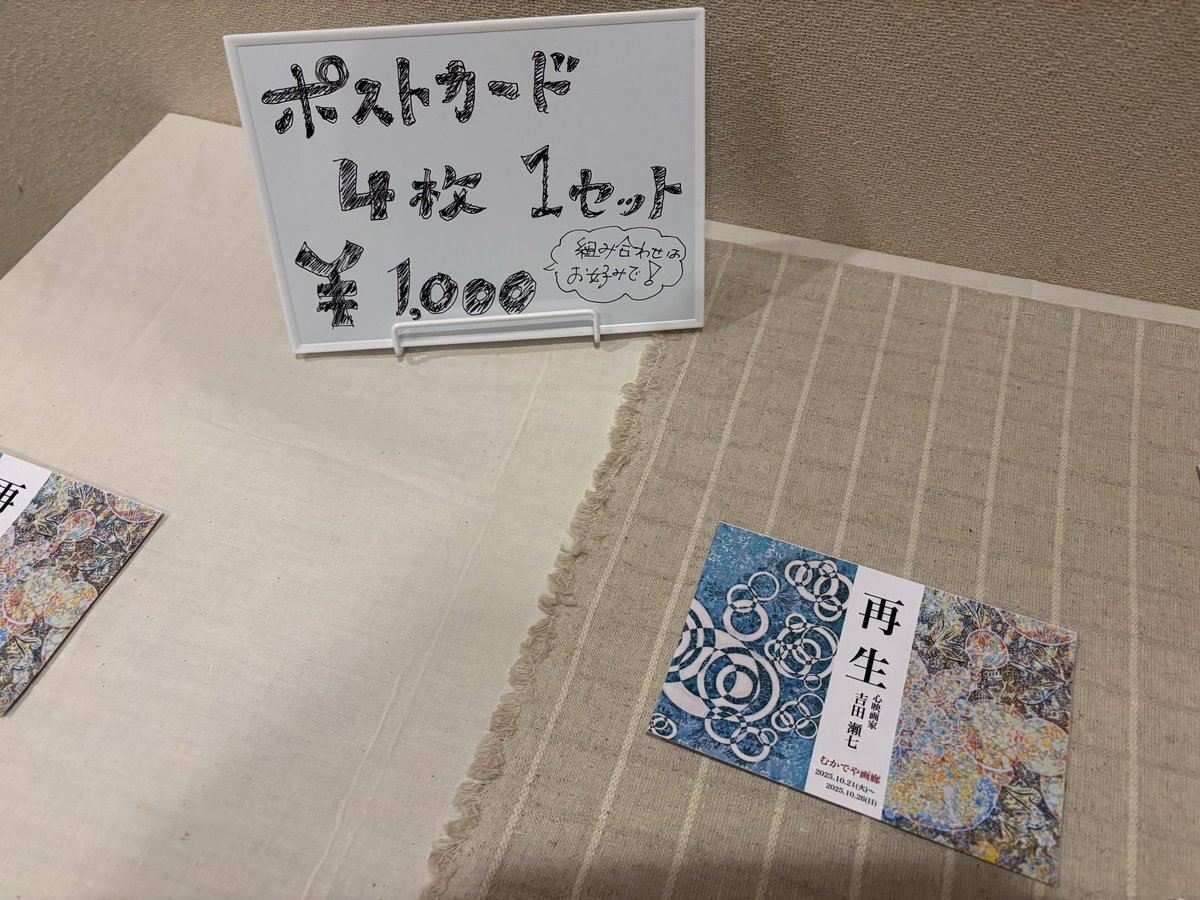 ポストカード
4枚 1セット
¥1,000
組み合わせは
お好みで!
再
再生
心映画家
吉田 瀬七
むかでや画廊
2025.10.21(火)~
2025.10.26(日)